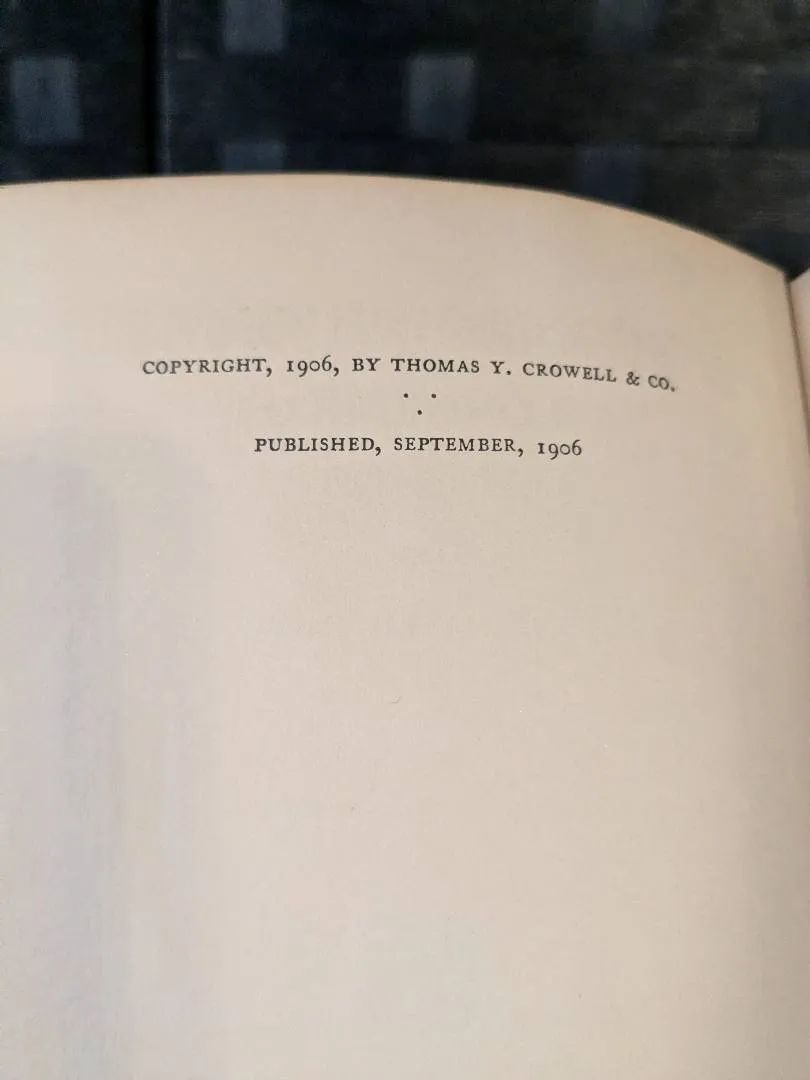 COPYRIGHT, 1906, BY THOMAS Y. CROWELL & CO.
PUBLISHED, SEPTEMBER, 1906